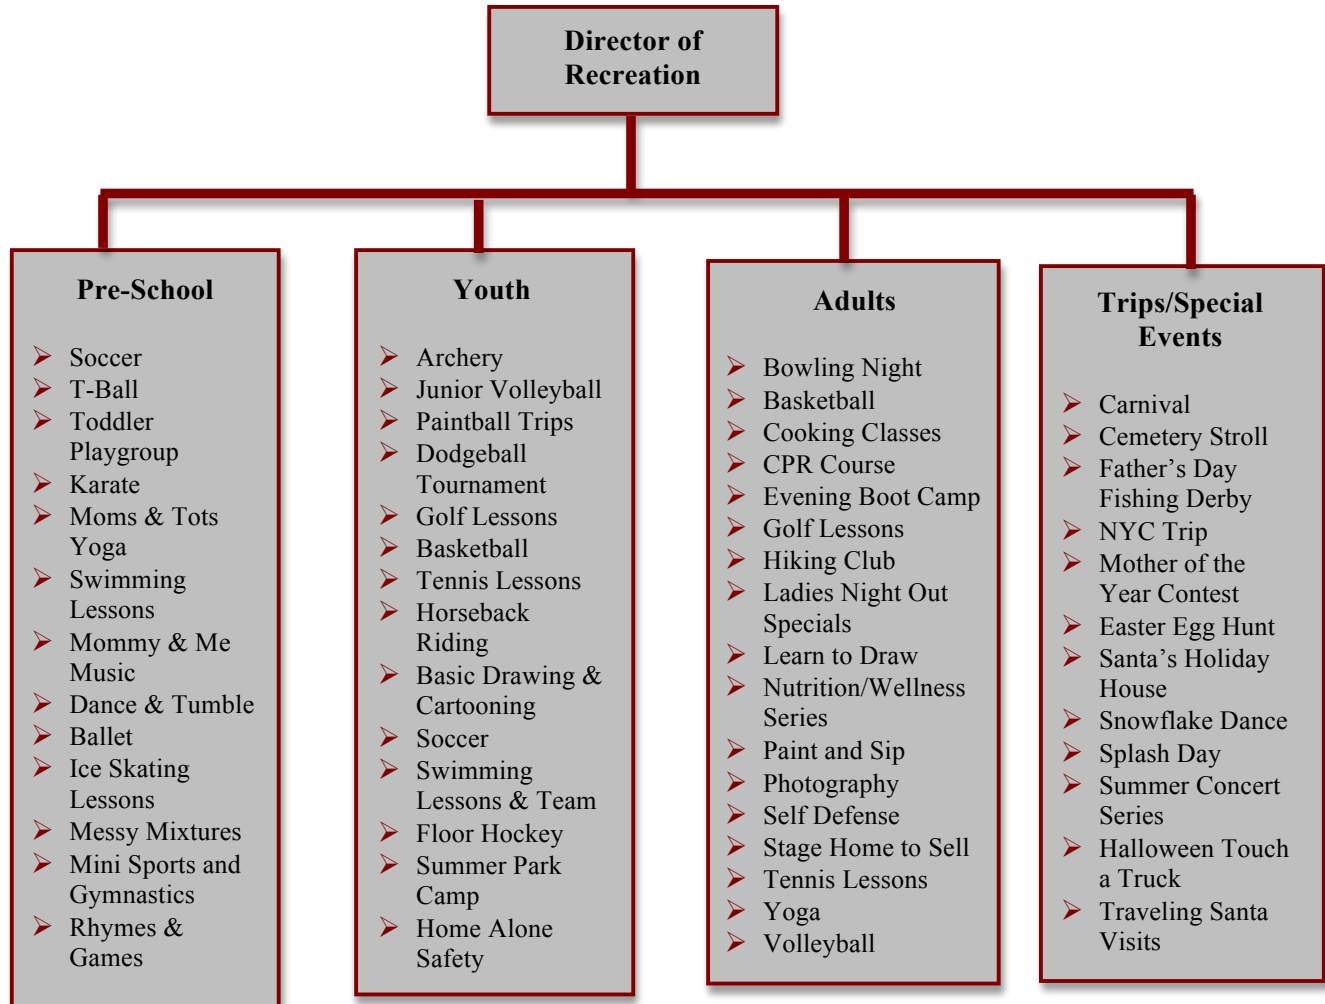 Director of
Recreation
Pre-School
Soccer
T-Ball
Toddler
Playgroup
Karate
Moms & Tots
Yoga
Swimming
Lessons
Mommy & Me
Music
Dance & Tumble
Ballet
Ice Skating
Lessons
Messy Mixtures
Mini Sports and
Gymnastics
Rhymes &
Games
Youth
Archery
Junior Volleyball
Paintball Trips
Dodgeball
Tournament
Golf Lessons
Basketball
Tennis Lessons
Horseback
Riding
Basic Drawing &
Cartooning
Soccer
Swimming
Lessons & Team
Floor Hockey
Summer Park
Camp
Home Alone
Safety
Adults
Bowling Night
Basketball
Cooking Classes
CPR Course
Evening Boot Camp
Golf Lessons
Hiking Club
Ladies Night Out
Specials
Learn to Draw
Nutrition/Wellness
Series
Paint and Sip
Photography
Self Defense
Stage Home to Sell
Tennis Lessons
Yoga
Volleyball
Trips/Special
Events
Carnival
Cemetery Stroll
Father’s Day
Fishing Derby
NYC Trip
Mother of the
Year Contest
Easter Egg Hunt
Santa’s Holiday
House
Snowflake Dance
Splash Day
Summer Concert
Series
Halloween Touch
a Truck
Traveling Santa
Visits